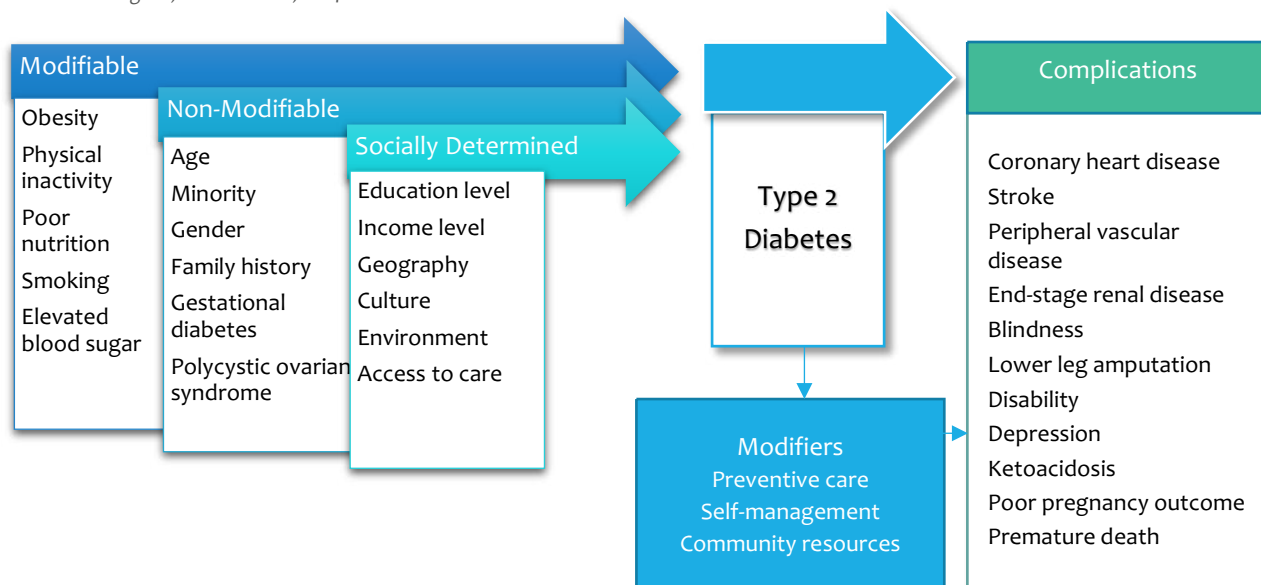 Modifiable
Obesity
Physical
inactivity
Poor
nutrition
Smoking
Elevated
blood sugar
Non-Modifiable
Age
Minority
Gender
Family history
Gestational
diabetes
Polycystic ovarian
syndrome
Socially Determined
Education level
Income level
Geography
Culture
Environment
Access to care
Type 2
Diabetes
Modifiers
Preventive care
Self-management
Community resources
Complications
Coronary heart disease
Stroke
Peripheral vascular
disease
End-stage renal disease
Blindness
Lower leg amputation
Disability
Depression
Ketoacidosis
Poor pregnancy outcome
Premature death